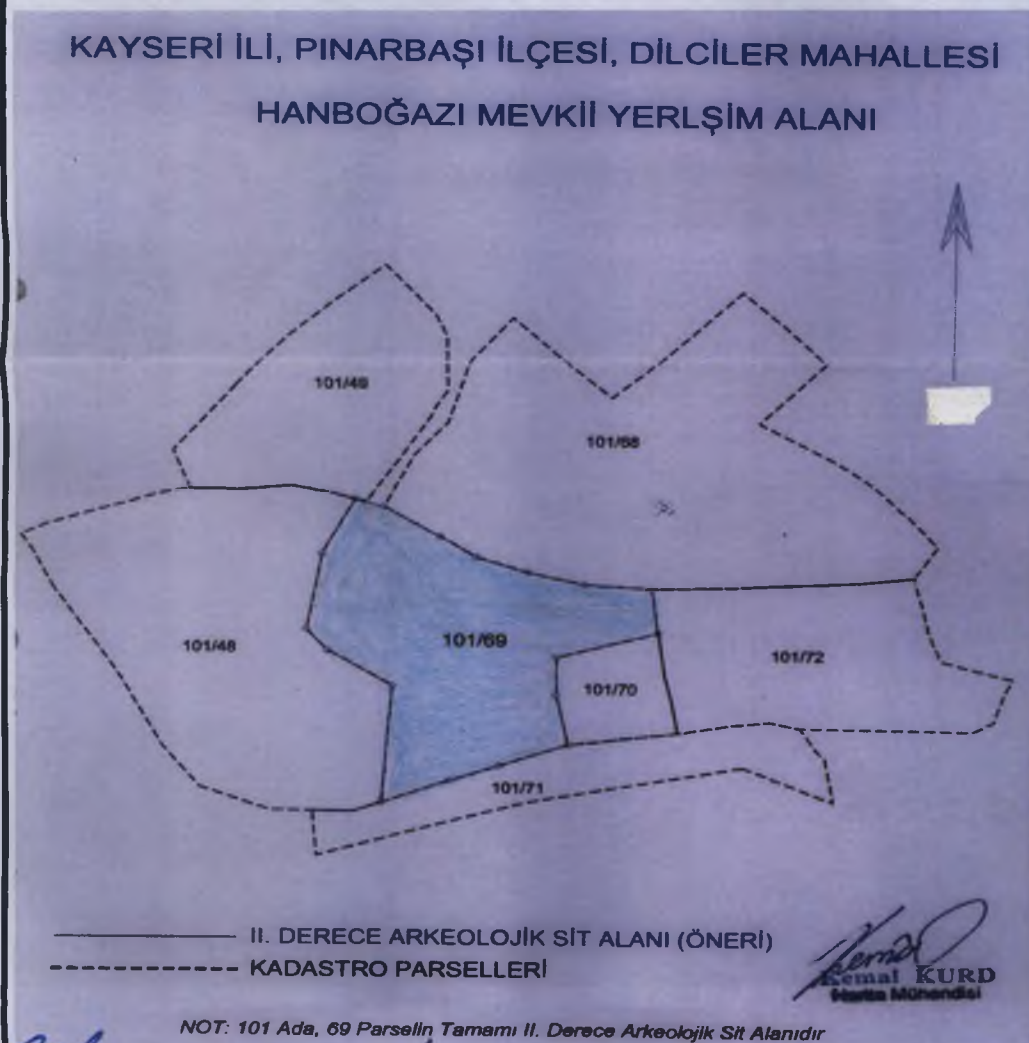 KAYSERİ İLİ, PINARBAŞI İLÇESİ, DİLCİLER MAHALLESİ
HANBOĞAZI MEVKİİ YERLŞİM ALANI
101/49
101/68
101/48
101/69
101/72
101/70
101/71
II. DERECE ARKEOLOJİK SİT ALANI (ÖNERİ)
KADASTRO PARSELLERİ
Kemal KURD
Harita Mühendisi
NOT: 101 Ada, 69 Parselin Tamamı II. Derece Arkeolojik Sit Alanıdır